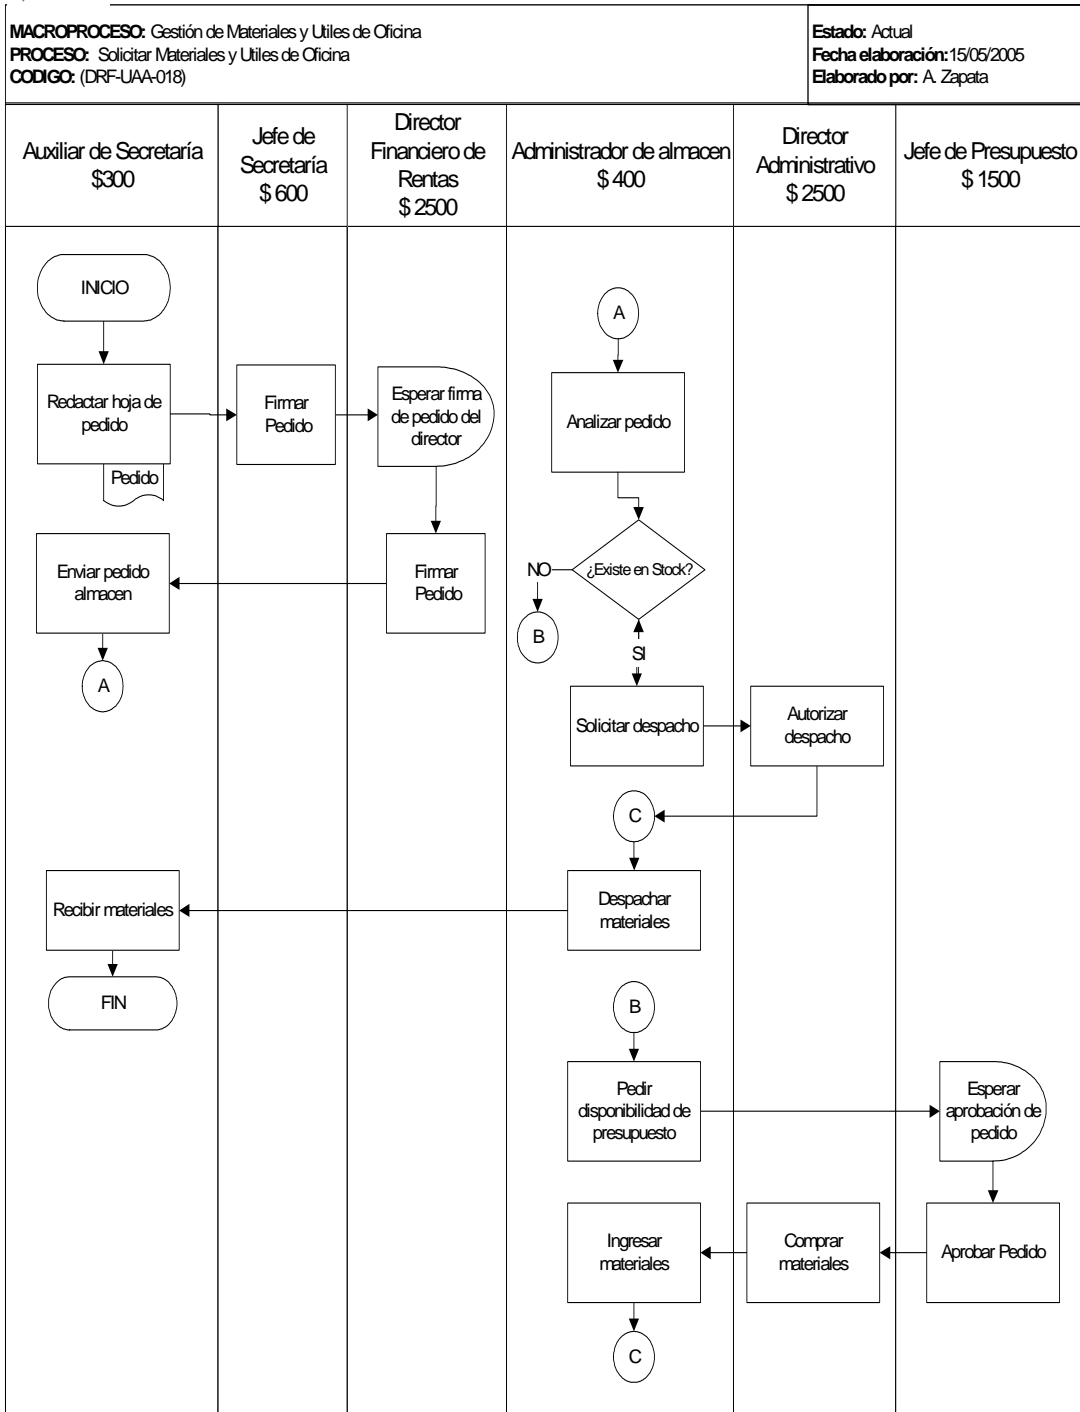 MACROPROCESO: Gestión de Materiales y Utiles de Oficina
PROCESO: Solicitar Materiales y Utiles de Oficina
CODIGO: (DRF-UAA-018)
Estado: Actual
Fecha elaboración:15/05/2005
Elaborado por: A. Zapata
Auxiliar de Secretaría
$300
Jefe de
Secretaría
$ 600
Director
Financiero de
Rentas
$ 2500
Administrador de almacen
$ 400
Director
Administrativo
$ 2500
Jefe de Presupuesto
$ 1500
INICIO
A
Redactar hoja de
pedido
Pedido
Firmar
Pedido
Esperar firma
de pedido del
director
Analizar pedido
Enviar pedido
almacen
Firmar
Pedido
¿Existe en Stock?
NO
B
SI
A
Solicitar despacho
Autorizar
despacho
C
Recibir materiales
Despachar
materiales
FIN
B
Pedir
disponibilidad de
presupuesto
Esperar
aprobación de
pedido
Ingresar
materiales
Comprar
materiales
Aprobar Pedido
C